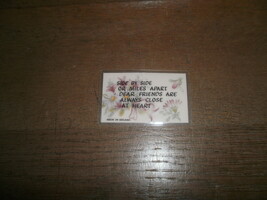 SIDE BY SIDE
OR MILES APART
DEAR FRIENDS ARE
ALWAYS CLOSE
AT HEART